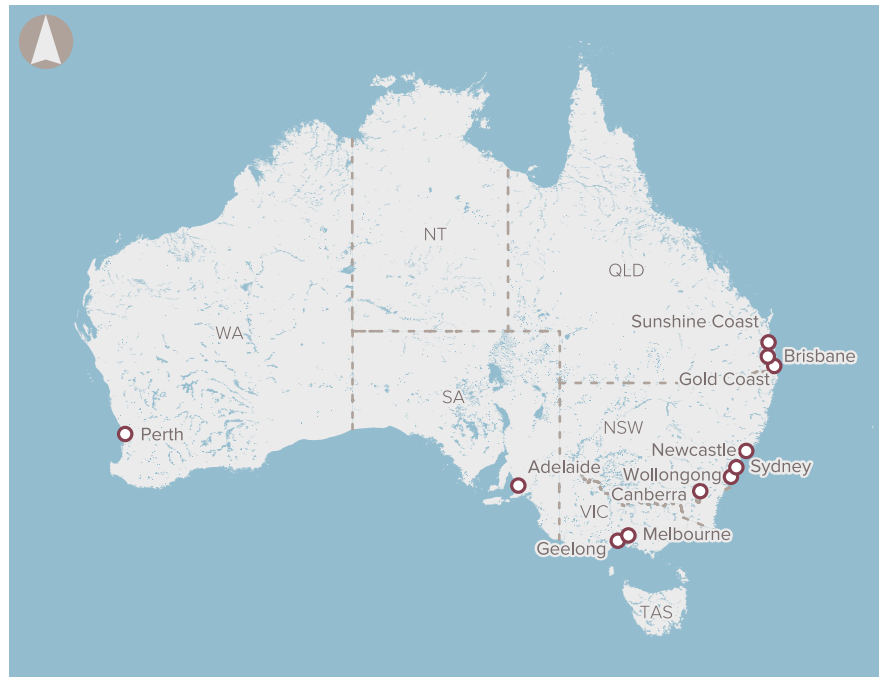 NT
QLD
Sunshine Coast
WA
Brisbane
Gold Coast
SA
NSW
Perth
Newcastle
Adelaide
Sydney
Wollongong
Canberra
VIC
Melbourne
Geelong
TAS